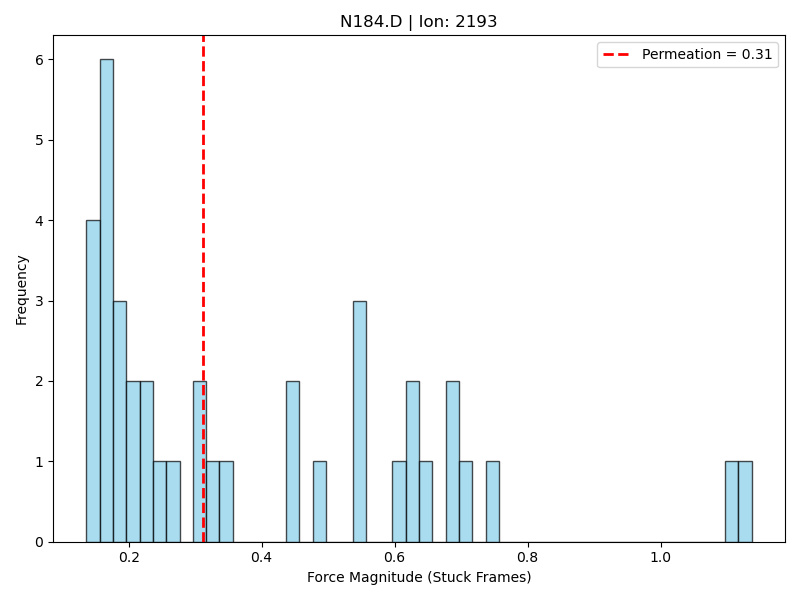 N184.D | Ion: 2193
Permeation = 0.31
6
5
4
3
2
1
0
Frequency
0.2 0.4 0.6 0.8 1.0
Force Magnitude (Stuck Frames)